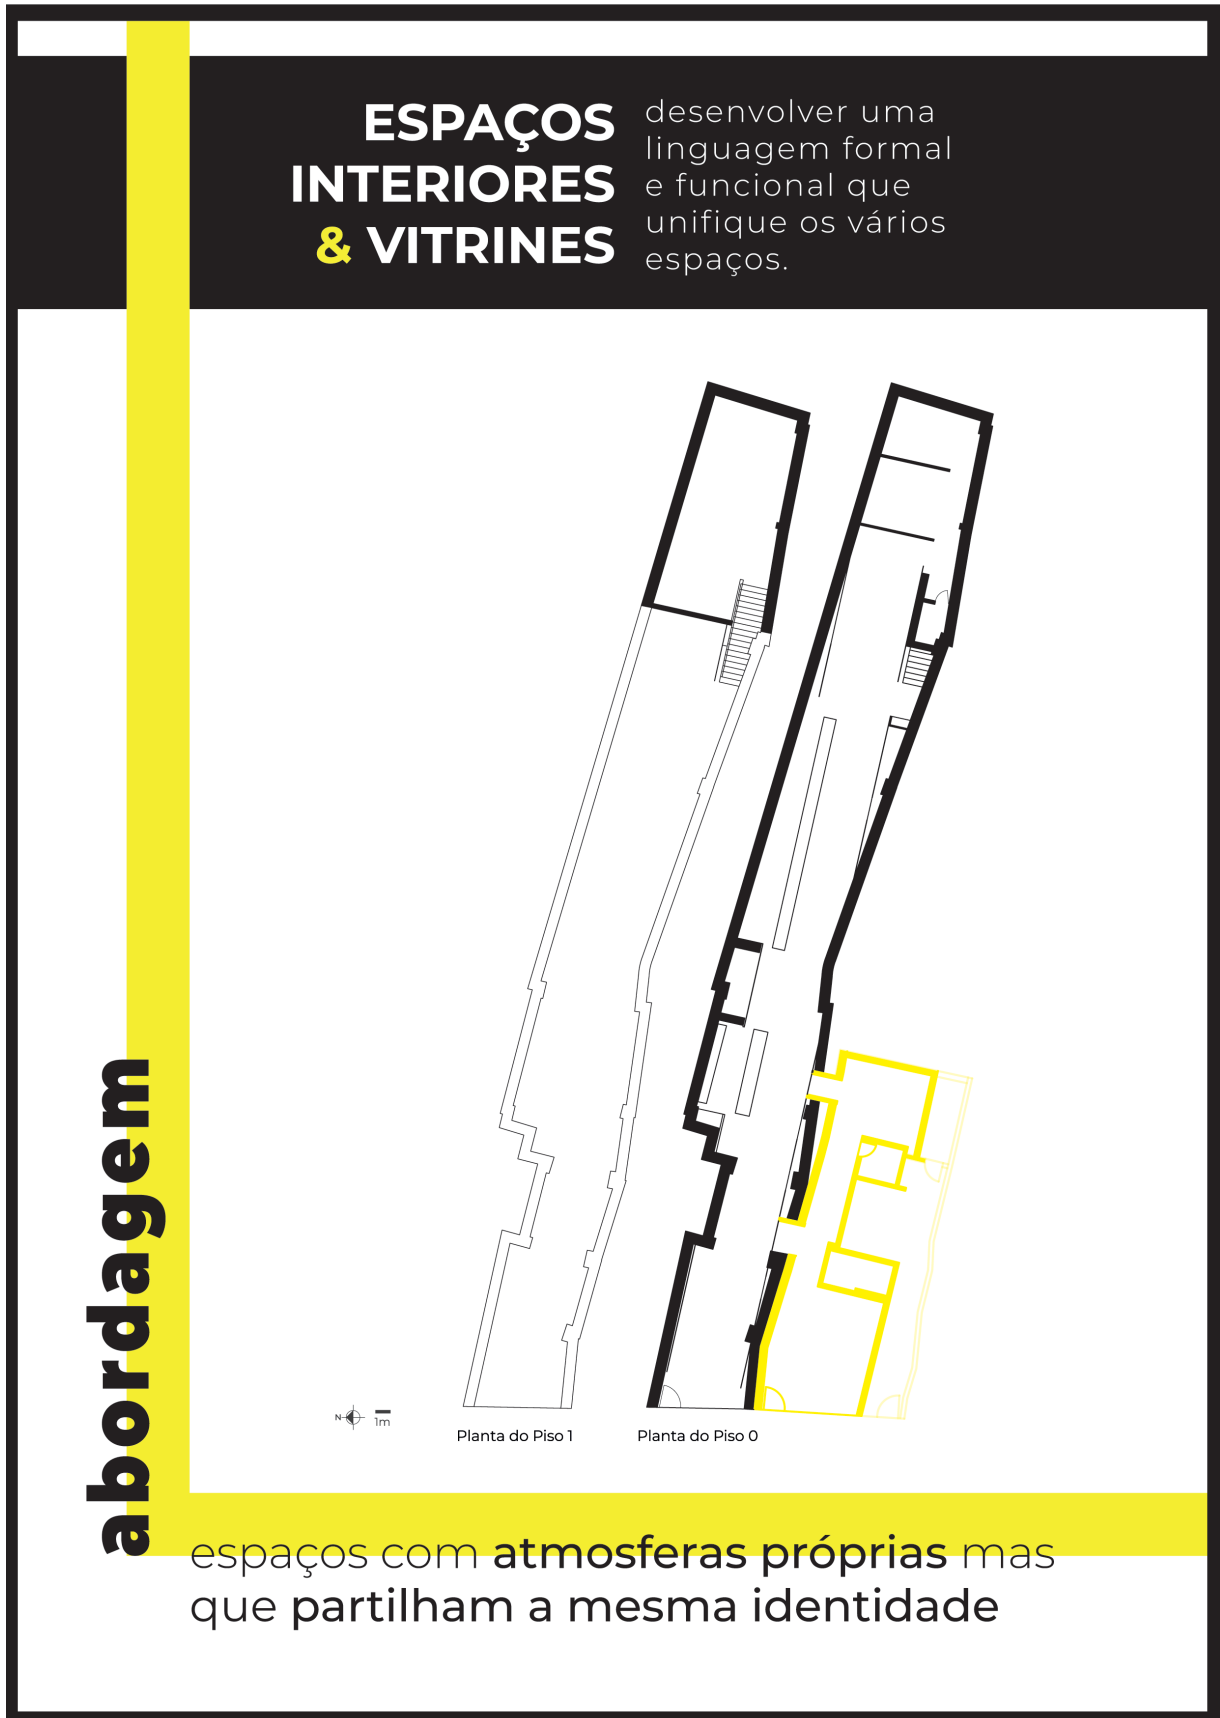 ESPAÇOS
INTERIORES
& VITRINES
desenvolver uma
linguagem formal
e funcional que
unifique os vários
espaços.
abordagem
N
1m
Planta do Piso 1
Planta do Piso 0
espaços com atmosferas próprias mas
que partilham a mesma identidade